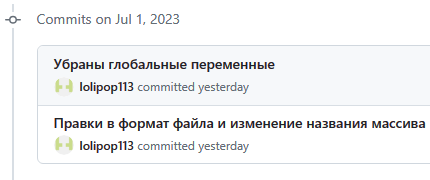 Commits on Jul 1, 2023
Убраны глобальные переменные
lolipop113 committed yesterday
Правки в формат файла и изменение названия массива
lolipop113 committed yesterday